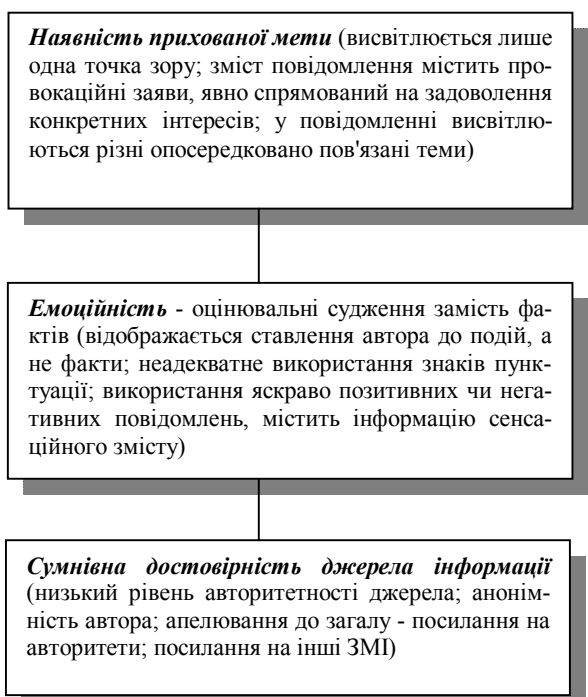 Наявність прихованої мети (висвітлюється лише
одна точка зору; зміст повідомлення містить про-
вокаційні заяви, явно спрямований на задоволення
конкретних інтересів; у повідомленні висвітлю-
ються різні опосередковано пов'язані теми)
Емоційність - оцінювальні судження замість фа-
ктів (відображається ставлення автора до подій, а
не факти; неадекватне використання знаків пунк-
туації; використання яскраво позитивних чи нега-
тивних повідомлень, містить інформацію сенса-
ційного змісту)
Сумнівна достовірність джерела інформації
(низький рівень авторитетності джерела; анонім-
ність автора; апелювання до загалу - посилання на
авторитети; посилання на інші ЗМІ)